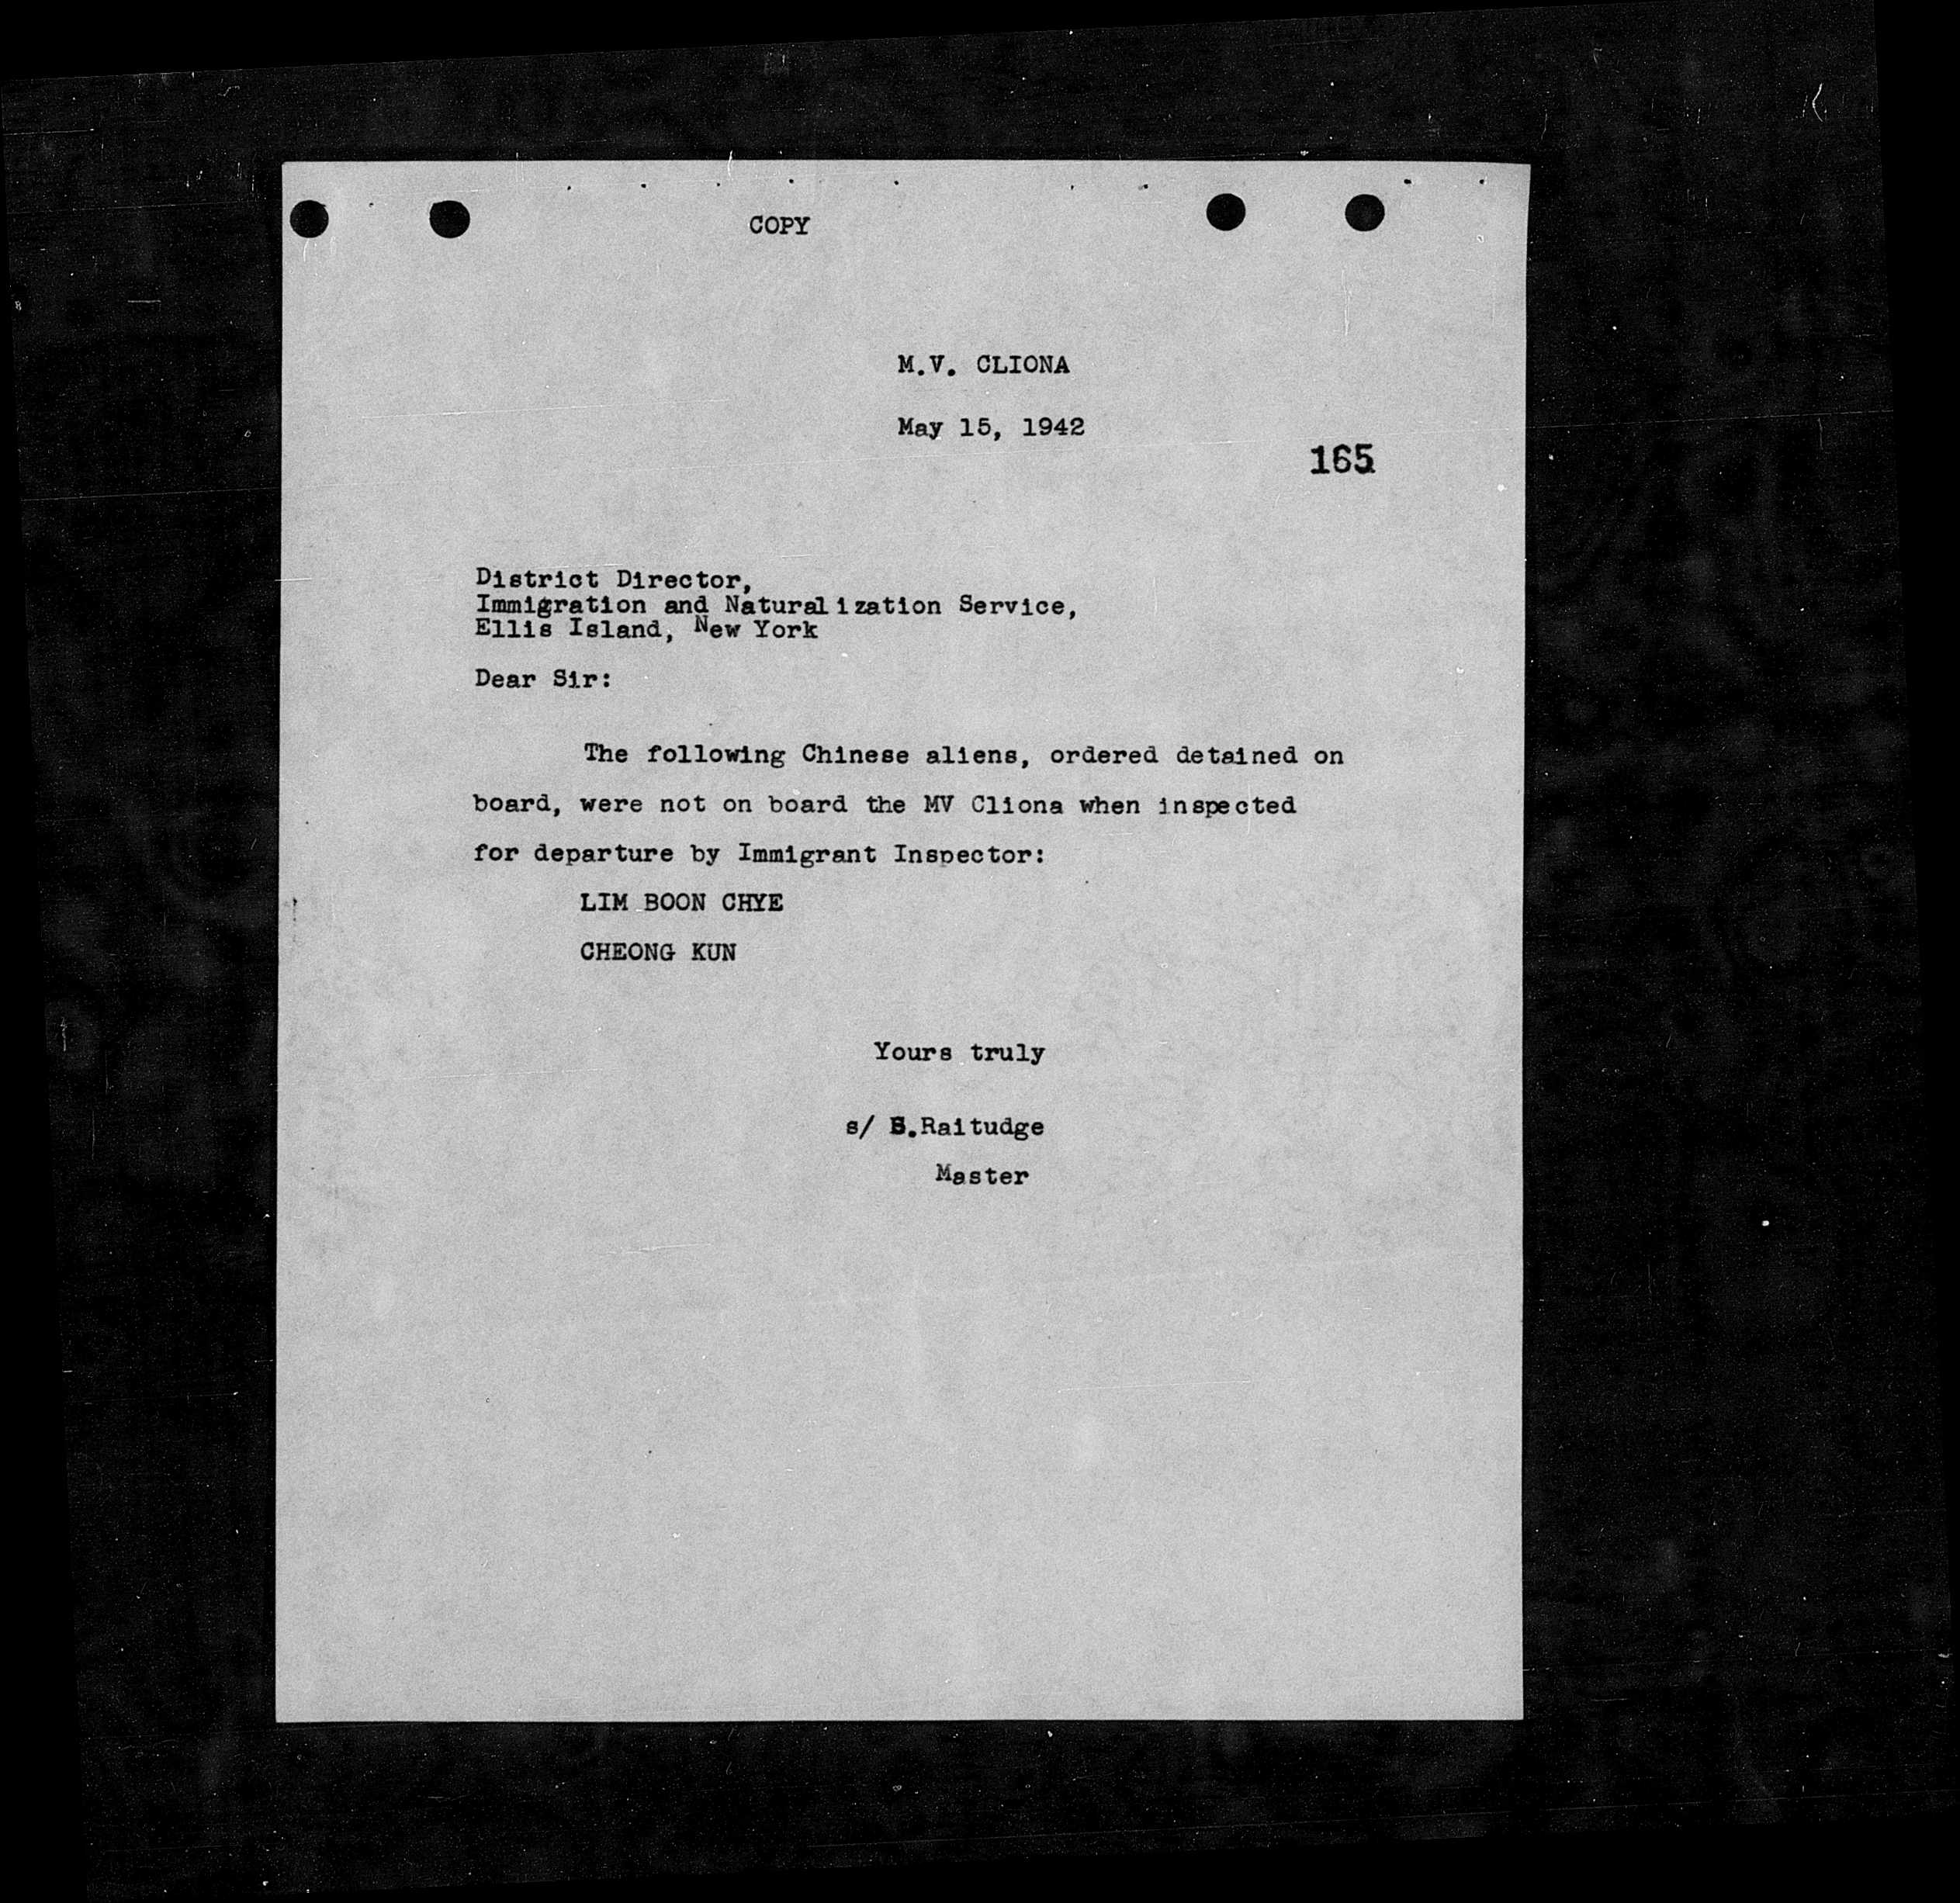 COPY
M.V. CLIONA
May 15, 1942
165
District Director,
Immigration and Naturalization Service,
Ellis Island, New York
Dear Sir:
The following Chinese aliens, ordered detained on
board, were not on board the MV Cliona when inspected
for departure by Immigrant Inspector:
LIM BOON CHYE
CHEONG KUN
Yours truly
s/ Raitudge
Master